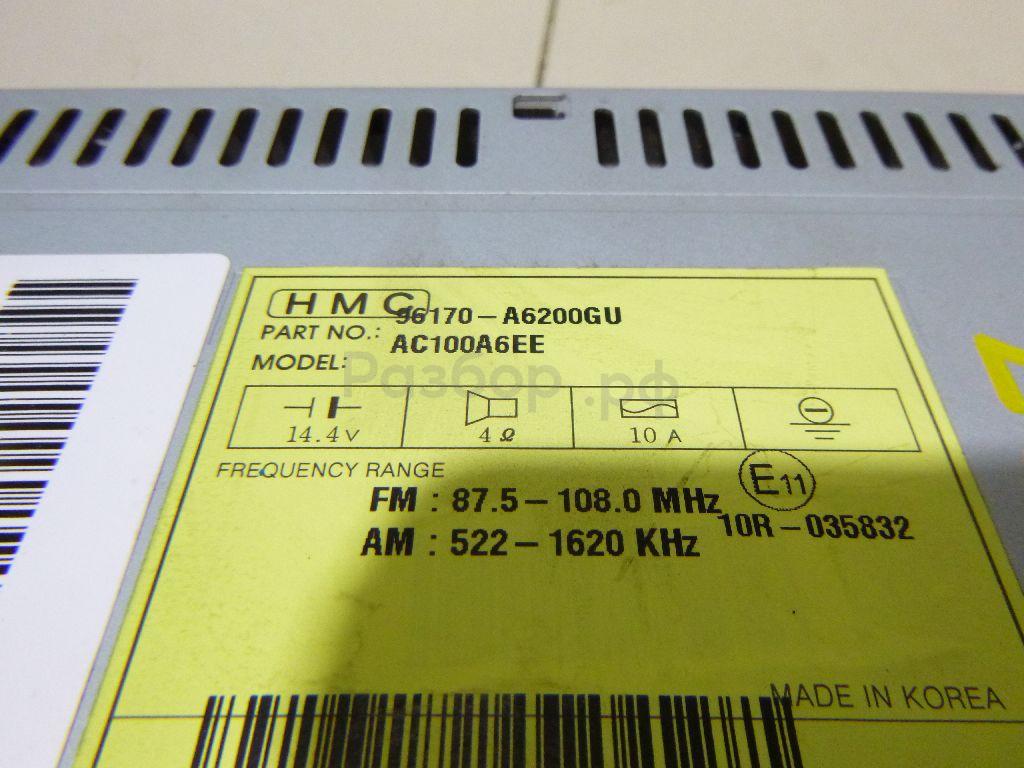 HMC
PART NO.: 96170-A6200GU
MODEL: AC100A6EE
Разбор.рф
14.4V 4Ω 10 A
FREQUENCY RANGE
FM : 87.5-108.0 MHz
AM : 522-1620 KHz
E11
10R-035832
MADE IN KOREA